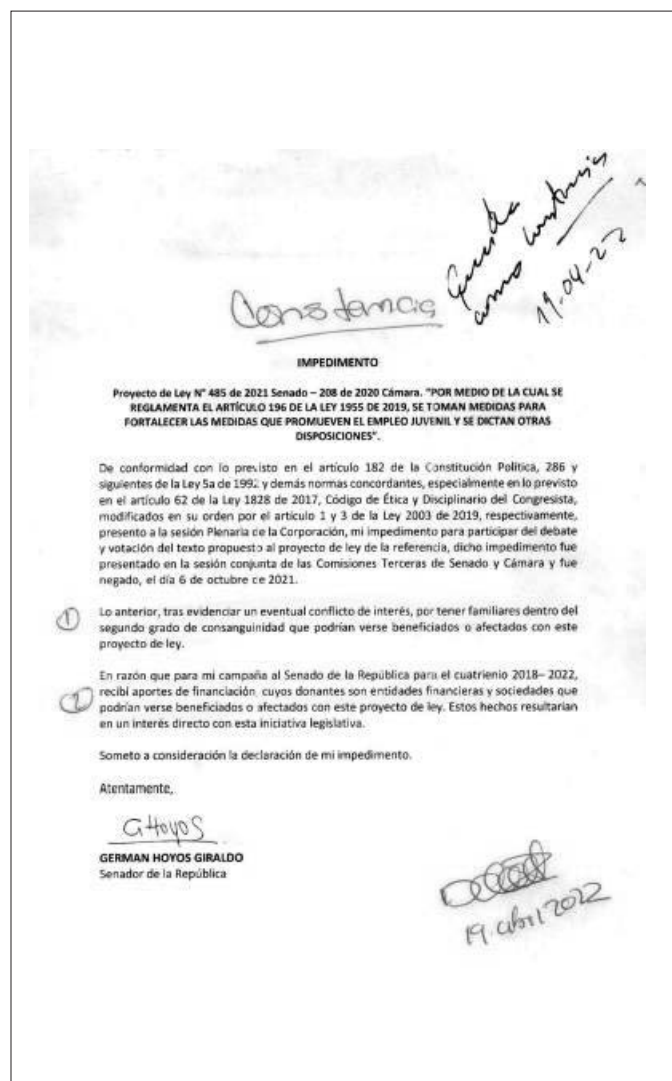 Queda
como constancia
19-04-22
Constancia
IMPEDIMENTO
Proyecto de Ley N° 485 de 2021 Senado – 208 de 2020 Cámara. "POR MEDIO DE LA CUAL SE
REGLAMENTA EL ARTÍCULO 196 DE LA LEY 1955 DE 2019, SE TOMAN MEDIDAS PARA
FORTALECER LAS MEDIDAS QUE PROMUEVEN EL EMPLEO JUVENIL Y SE DICTAN OTRAS
DISPOSICIONES".
De conformidad con lo previsto en el artículo 182 de la Constitución Política, 286 y
siguientes de la Ley 5a de 1992 y demás normas concordantes, especialmente en lo previsto
en el artículo 62 de la Ley 1828 de 2017, Código de Ética y Disciplinario del Congresista,
modificados en su orden por el artículo 1 y 3 de la Ley 2003 de 2019, respectivamente,
presento a la sesión Plenaria de la Corporación, mi impedimento para participar del debate
y votación del texto propuesto al proyecto de ley de la referencia, dicho impedimento fue
presentado en la sesión conjunta de las Comisiones Terceras de Senado y Cámara y fue
negado, el día 6 de octubre de 2021.
1 Lo anterior, tras evidenciar un eventual conflicto de interés, por tener familiares dentro del
segundo grado de consanguinidad que podrían verse beneficiados o afectados con este
proyecto de ley.
En razón que para mi campaña al Senado de la República para el cuatrienio 2018– 2022,
2 recibí aportes de financiación, cuyos donantes son entidades financieras y sociedades que
podrían verse beneficiados o afectados con este proyecto de ley. Estos hechos resultarían
en un interés directo con esta iniciativa legislativa.
Someto a consideración la declaración de mi impedimento.
Atentamente,
GHoyos
GERMAN HOYOS GIRALDO
Senador de la República
19. abril 2022